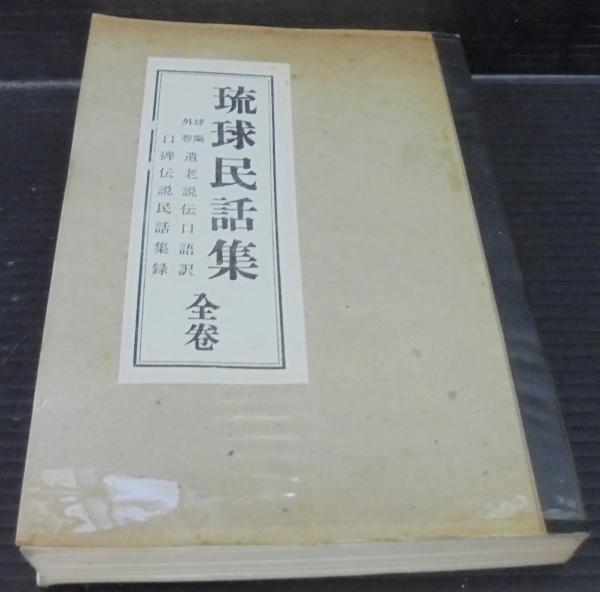 琉球民話集
球陽外巻 遺老説伝口語訳
口碑伝説民話集録
全巻